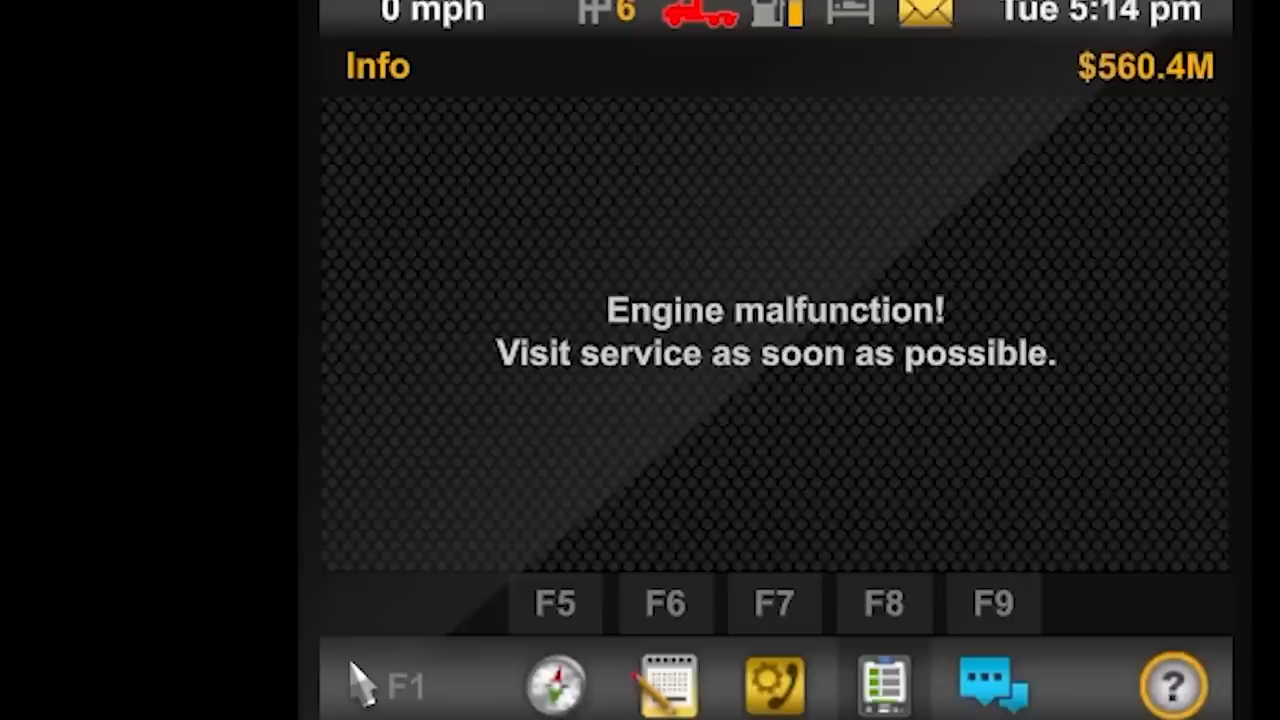 0 mph 6 Tue 5:14 pm
Info $560.4M
Engine malfunction!
Visit service as soon as possible.
F5 F6 F7 F8 F9
F1 ?